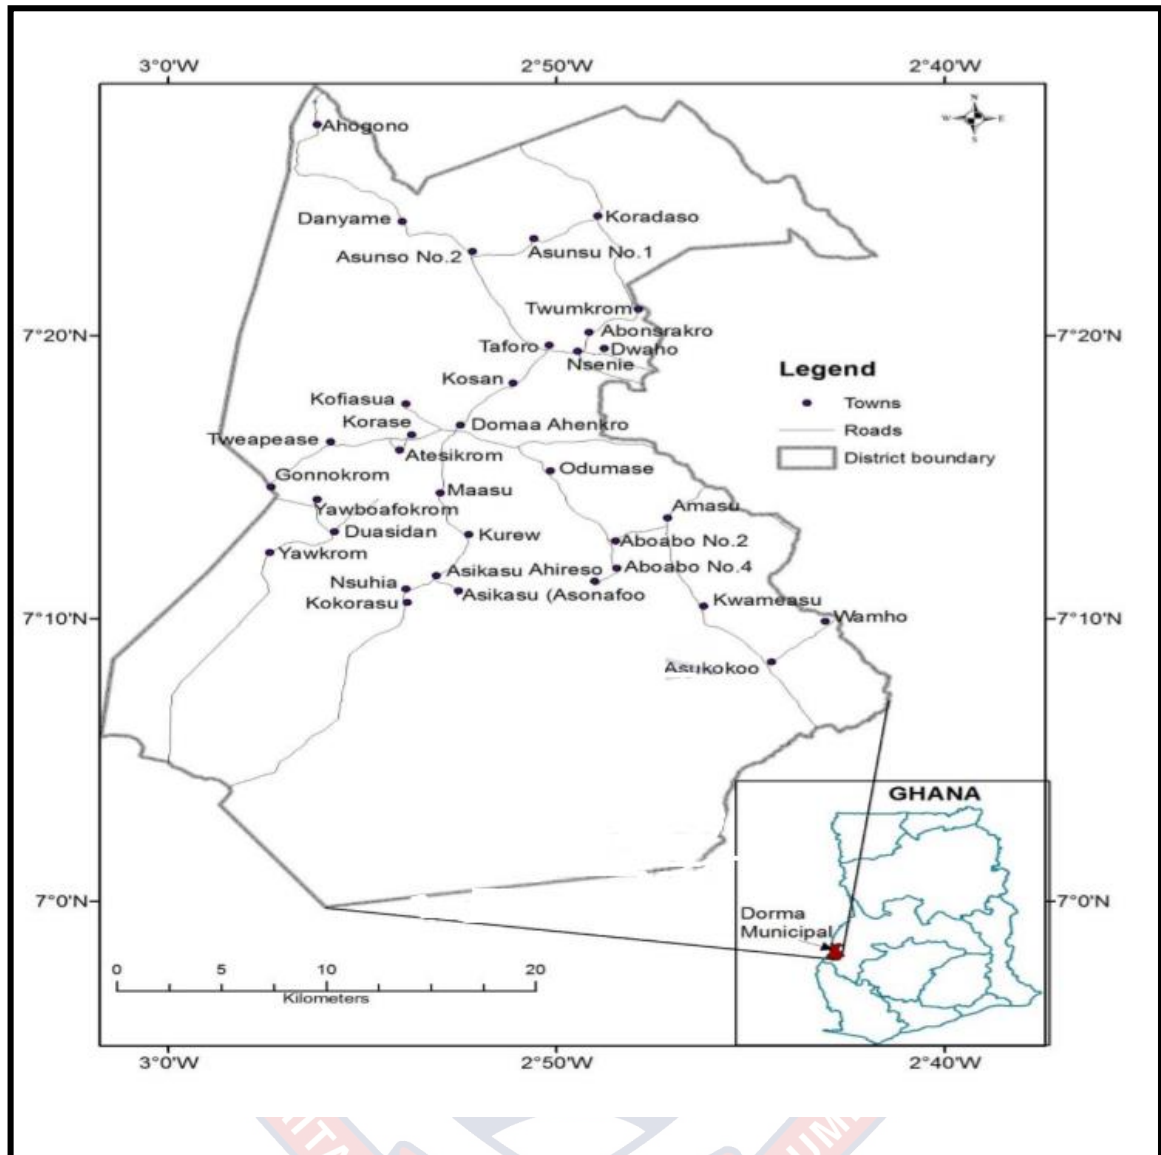 3°0'W 2°50'W 2°40'W
N
W E
S
Ahogono
Danyame
Koradaso
Asunso No.2
Asunsu No.1
Twumkrom
7°20'N
Abonsrakro
7°20'N
Taforo
Dwaho
Nsenie
Kosan
Legend
Kofiasua
Towns
Korase
Domaa Ahenkro
Roads
Tweapease
Atesikrom
District boundary
Gonnokrom
Odumase
Maasu
Yawboafokrom
Amasu
Duasidan
Kurew
Aboabo No.2
Yawkrom
Asikasu Ahireso
Aboabo No.4
Nsuhia
Asikasu (Asonafoo
Kokorasu
Kwameasu
7°10'N
Wamho
7°10'N
Asukokoo
GHANA
7°0'N
7°0'N
Dorma
Municipal
0 5 10 20
Kilometers
3°0'W 2°50'W 2°40'W